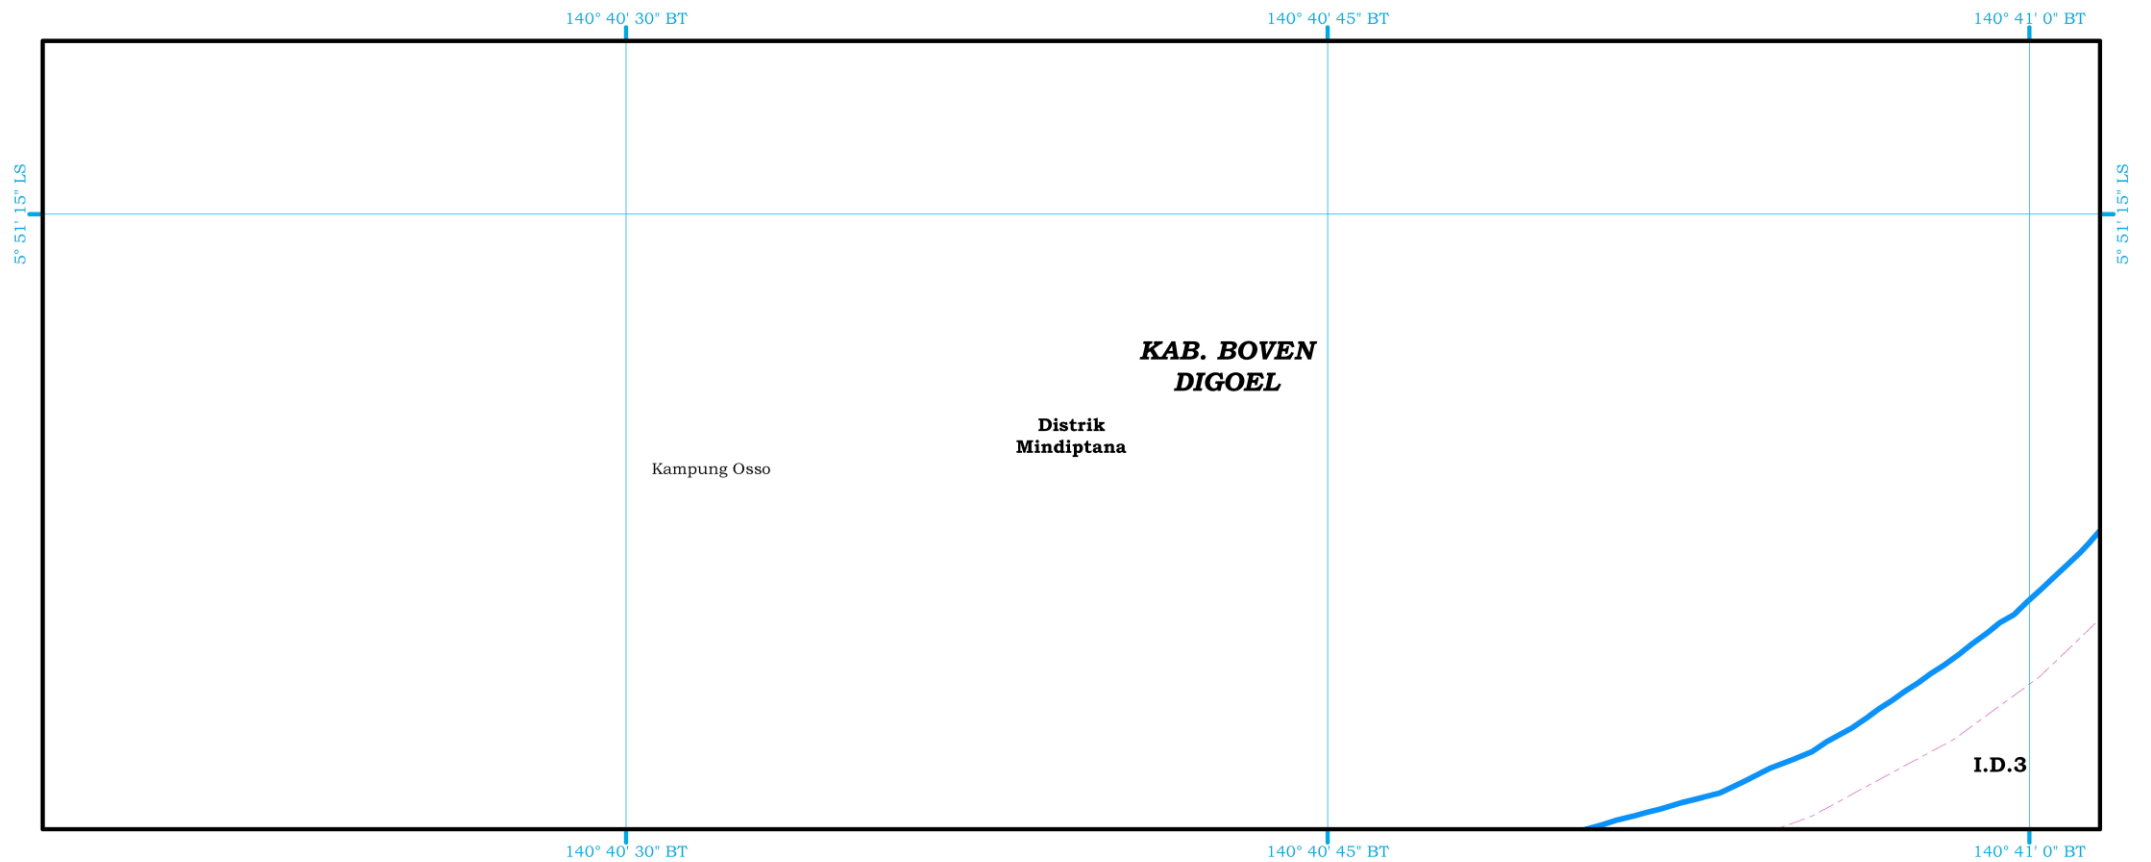 140° 40' 30" BT
140° 40' 45" BT
140° 41' 0" BT
5° 51' 15" LS
5° 51' 15" LS
KAB. BOVEN
DIGOEL
Distrik
Mindiptana
Kampung Osso
I.D.3
140° 40' 30" BT
140° 40' 45" BT
140° 41' 0" BT